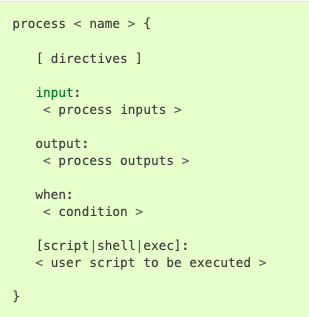 process < name > {
[ directives ]
input:
< process inputs >
output:
< process outputs >
when:
< condition >
[script|shell|exec]:
< user script to be executed >
}